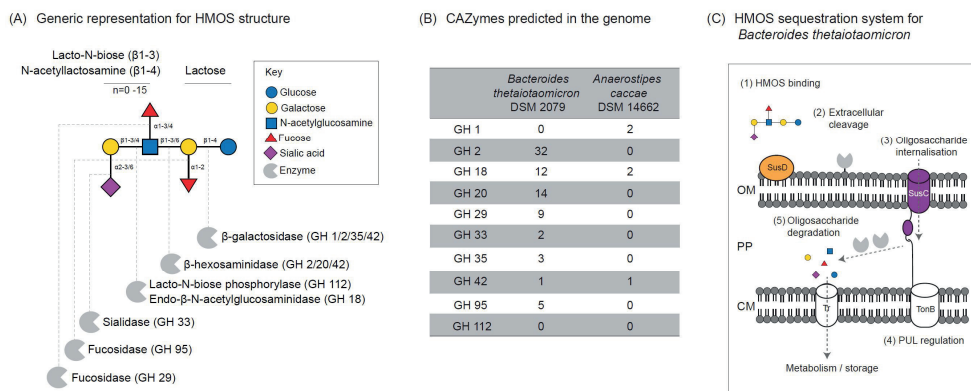 (A) Generic representation for HMOS structure
Lacto-N-biose (β1-3)
N-acetyllactosamine (β1-4)
Lactose
n=0 -15
α1-3/4
β1-3/4
β1-3/6
β1-4
α2-3/6
α1-2
Key
Glucose
Galactose
N-acetylglucosamine
Fucose
Sialic acid
Enzyme
β-galactosidase (GH 1/2/35/42)
β-hexosaminidase (GH 2/20/42)
Lacto-N-biose phosphorylase (GH 112)
Endo-β-N-acetylglucosaminidase (GH 18)
Sialidase (GH 33)
Fucosidase (GH 95)
Fucosidase (GH 29)
(B) CAZymes predicted in the genome
Bacteroides Anaerostipes
thetaiotaomicron caccae
DSM 2079 DSM 14662
GH 1 0 2
GH 2 32 0
GH 18 12 2
GH 20 14 0
GH 29 9 0
GH 33 2 0
GH 35 3 0
GH 42 1 1
GH 95 5 0
GH 112 0 0
(C) HMOS sequestration system for
Bacteroides thetaiotaomicron
(1) HMOS binding
(2) Extracellular
cleavage
(3) Oligosaccharide
internalisation
SusD
OM
SusC
(5) Oligosaccharide
degradation
PP
CM
Tr
TonB
(4) PUL regulation
Metabolism / storage